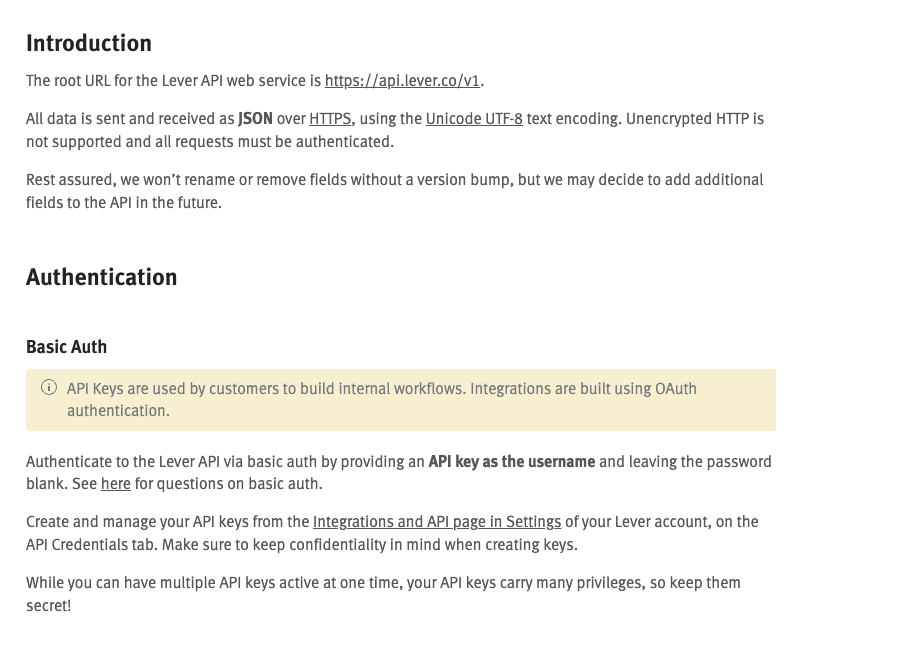 Introduction
The root URL for the Lever API web service is https://api.lever.co/v1.
All data is sent and received as JSON over HTTPS, using the Unicode UTF-8 text encoding. Unencrypted HTTP is
not supported and all requests must be authenticated.
Rest assured, we won’t rename or remove fields without a version bump, but we may decide to add additional
fields to the API in the future.
Authentication
Basic Auth
API Keys are used by customers to build internal workflows. Integrations are built using OAuth
authentication.
Authenticate to the Lever API via basic auth by providing an API key as the username and leaving the password
blank. See here for questions on basic auth.
Create and manage your API keys from the Integrations and API page in Settings of your Lever account, on the
API Credentials tab. Make sure to keep confidentiality in mind when creating keys.
While you can have multiple API keys active at one time, your API keys carry many privileges, so keep them
secret!